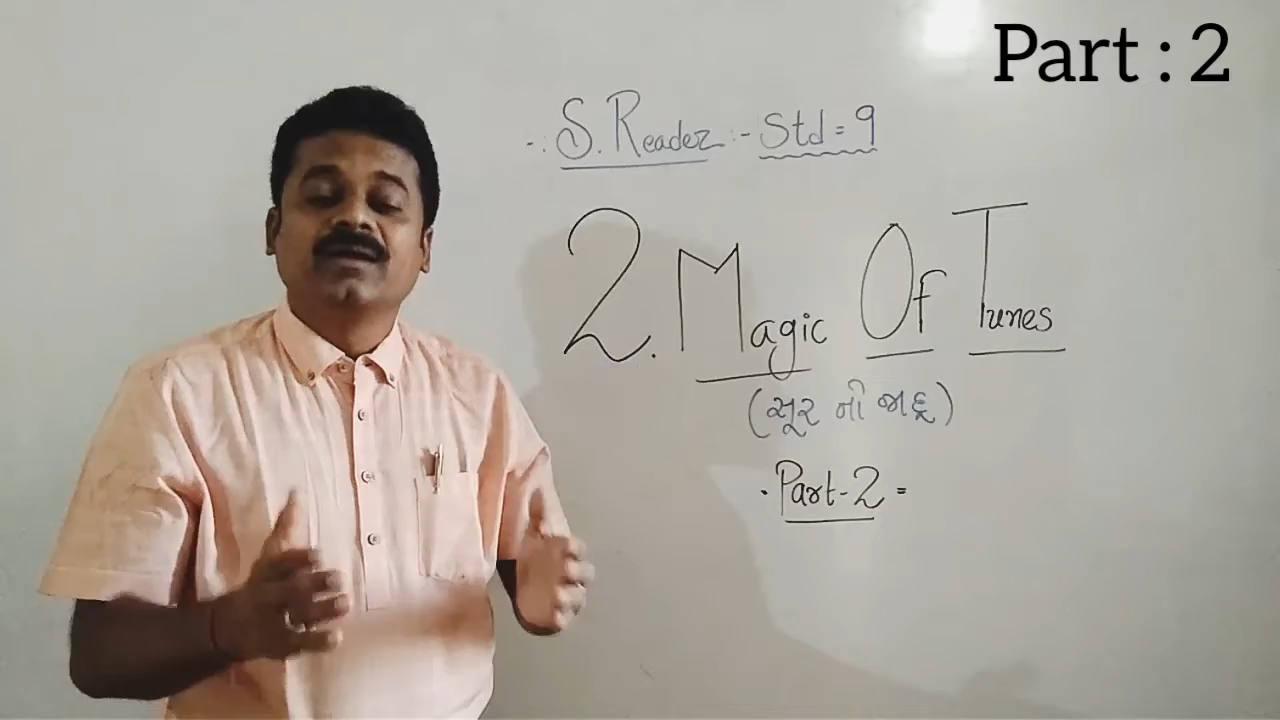 Part : 2
-: S. Reader :- Std = 9
2. Magic Of Tunes
(સૂર નો જાદૂ)
. Part-2 =